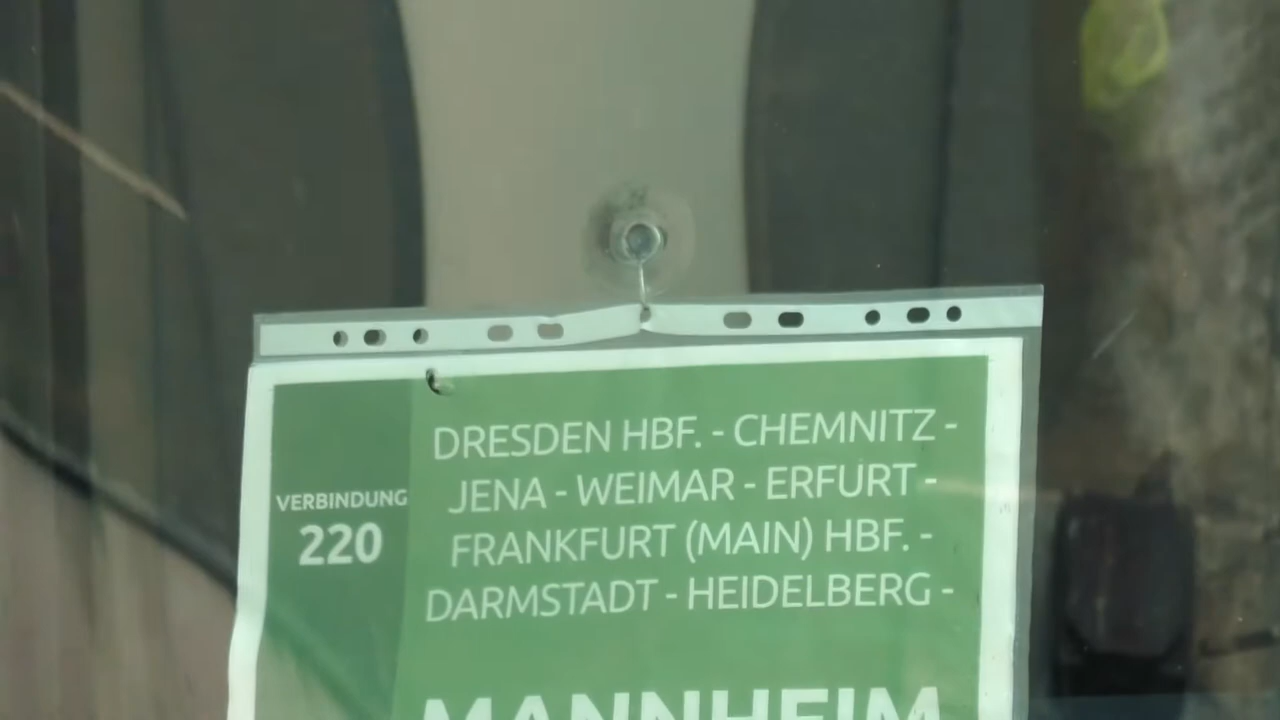 VERBINDUNG
220
DRESDEN HBF. - CHEMNITZ -
JENA - WEIMAR - ERFURT -
FRANKFURT (MAIN) HBF. -
DARMSTADT - HEIDELBERG -
MANNHEIM